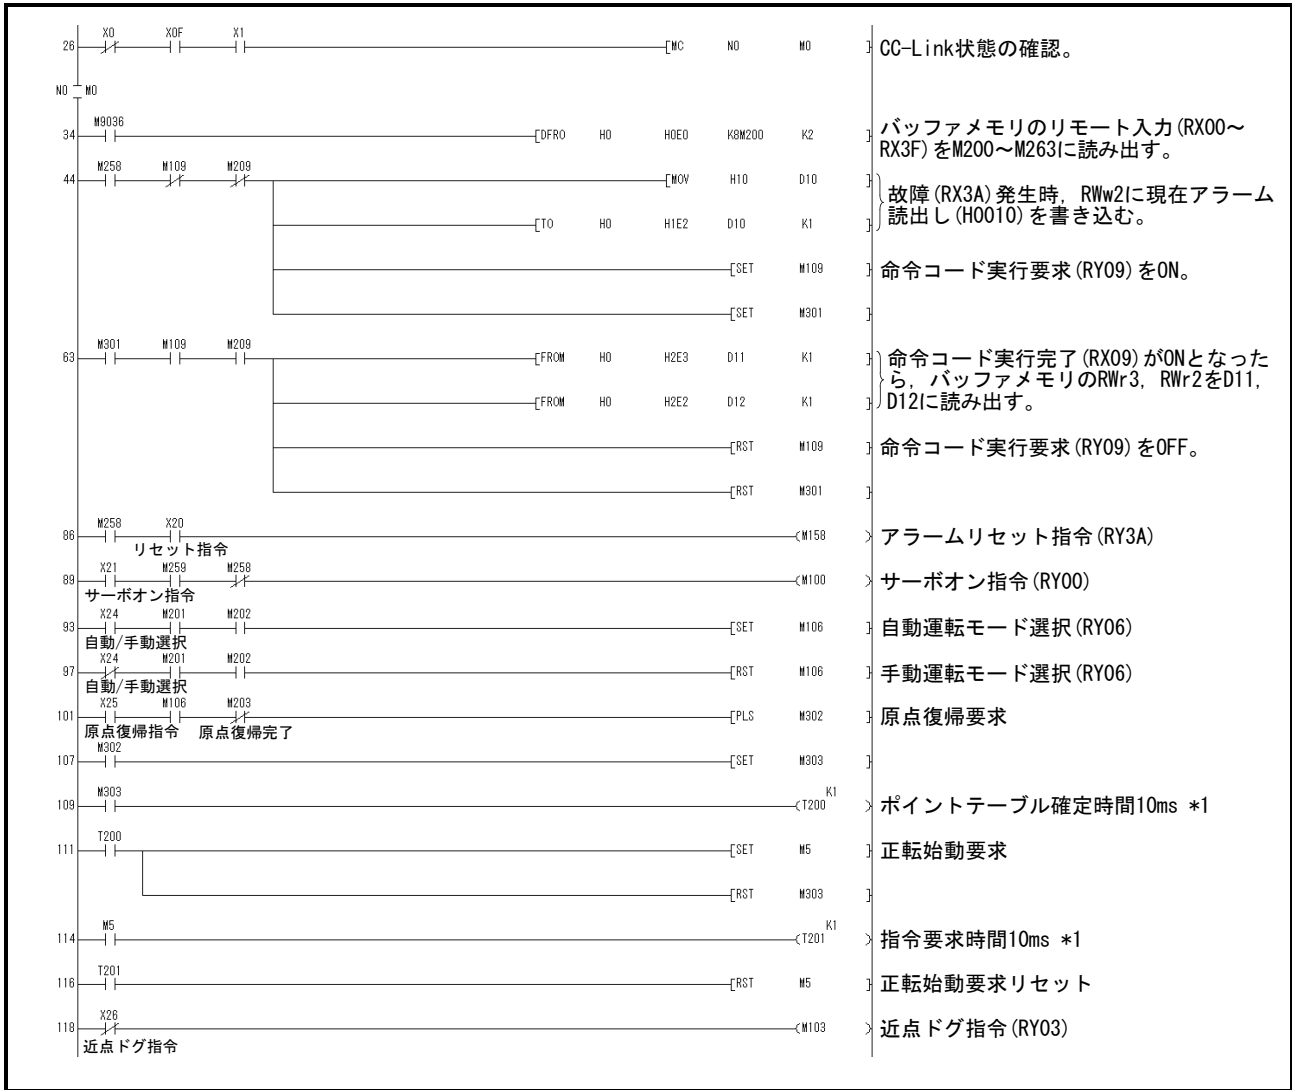 X0 X0F X1
26 MC N0 M0 CC-Link状態の確認。
N0 M0
M9036
34 DFRO H0 H0E0 K8M200 K2 バッファメモリのリモート入力(RX00～
RX3F)をM200～M263に読み出す。
M258 M109 M209
44 MOV H10 D10 故障(RX3A)発生時, RWw2に現在アラーム
読出し(H0010)を書き込む。
TO H0 H1E2 D10 K1
SET M109 命令コード実行要求(RY09)をON。
SET M301
M301 M109 M209
63 FROM H0 H2E3 D11 K1 命令コード実行完了(RX09)がONとなった
ら, バッファメモリのRWr3, RWr2をD11,
D12に読み出す。
FROM H0 H2E2 D12 K1
RST M109 命令コード実行要求(RY09)をOFF。
RST M301
M258 X20
86 M158 アラームリセット指令(RY3A)
リセット指令
X21 M259 M258
89 M100 サーボオン指令(RY00)
サーボオン指令
X24 M201 M202
93 SET M106 自動運転モード選択(RY06)
自動/手動選択
X24 M201 M202
97 RST M106 手動運転モード選択(RY06)
自動/手動選択
X25 M106 M203
101 PLS M302 原点復帰要求
原点復帰指令 原点復帰完了
M302
107 SET M303
M303 K1
109 T200 ポイントテーブル確定時間10ms *1
T200
111 SET M5 正転始動要求
RST M303
M5 K1
114 T201 指令要求時間10ms *1
T201
116 RST M5 正転始動要求リセット
X26
118 M103 近点ドグ指令(RY03)
近点ドグ指令